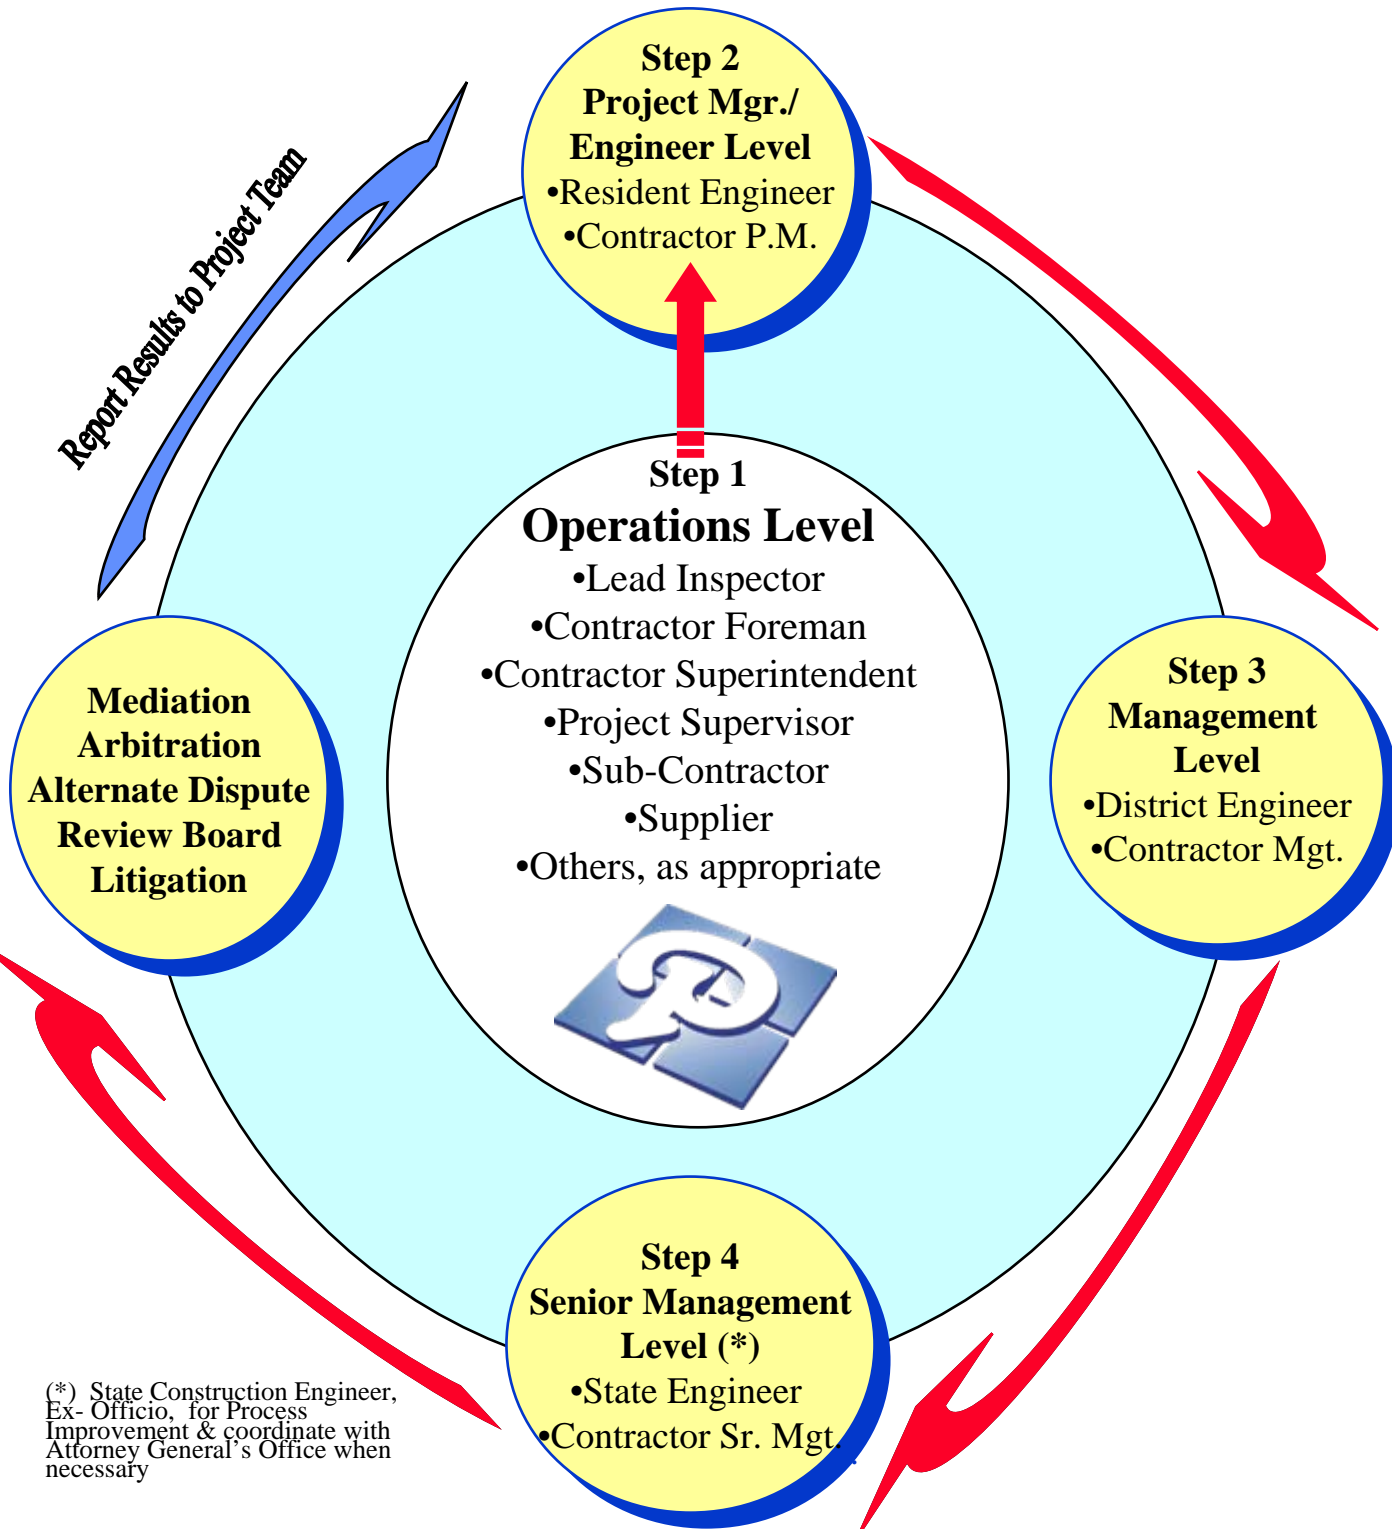 Step 2
Project Mgr./
Engineer Level
•Resident Engineer
•Contractor P.M.
Report Results to Project Team
Step 1
Operations Level
•Lead Inspector
•Contractor Foreman
•Contractor Superintendent
•Project Supervisor
•Sub-Contractor
•Supplier
•Others, as appropriate
P
Step 3
Management
Level
•District Engineer
•Contractor Mgt.
Mediation
Arbitration
Alternate Dispute
Review Board
Litigation
Step 4
Senior Management
Level (*)
•State Engineer
•Contractor Sr. Mgt.
(*) State Construction Engineer,
Ex- Officio, for Process
Improvement & coordinate with
Attorney General's Office when
necessary